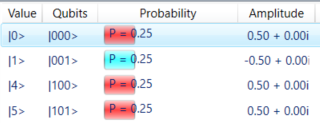 Value Qubits Probability Amplitude
|0> |000> P = 0.25 0.50 + 0.00i
|1> |001> P = 0.25 -0.50 + 0.00i
|4> |100> P = 0.25 0.50 + 0.00i
|5> |101> P = 0.25 0.50 + 0.00i